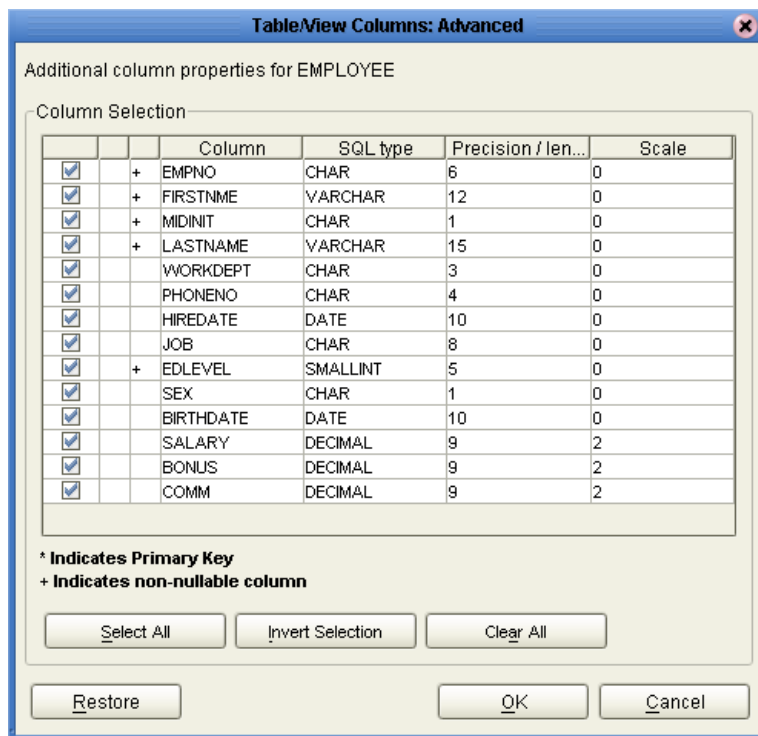 Table/View Columns: Advanced
Additional column properties for EMPLOYEE
Column Selection
Column SQL type Precision / len... Scale
+ EMPNO CHAR 6 0
+ FIRSTNME VARCHAR 12 0
+ MIDINIT CHAR 1 0
+ LASTNAME VARCHAR 15 0
WORKDEPT CHAR 3 0
PHONENO CHAR 4 0
HIREDATE DATE 10 0
JOB CHAR 8 0
+ EDLEVEL SMALLINT 5 0
SEX CHAR 1 0
BIRTHDATE DATE 10 0
SALARY DECIMAL 9 2
BONUS DECIMAL 9 2
COMM DECIMAL 9 2
* Indicates Primary Key
+ Indicates non-nullable column
Select All Invert Selection Clear All
Restore OK Cancel